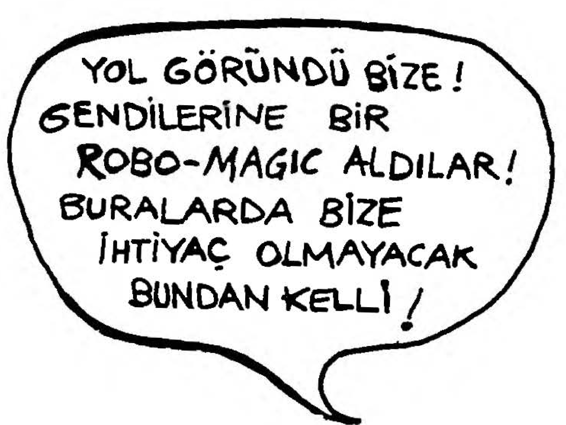 YOL GÖRÜNDÜ BİZE!
GENDİLERİNE BİR
ROBO-MAGIC ALDILAR!
BURALARDA BİZE
İHTİYAÇ OLMAYACAK
BUNDAN KELLİ!